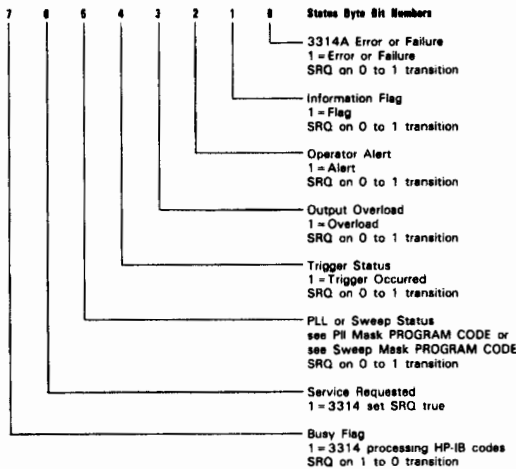 7 6 5 4 3 2 1 0 Status Byte Bit Numbers
3314A Error or Failure
1 = Error or Failure
SRQ on 0 to 1 transition
Information Flag
1 = Flag
SRQ on 0 to 1 transition
Operator Alert
1 = Alert
SRQ on 0 to 1 transition
Output Overload
1 = Overload
SRQ on 0 to 1 transition
Trigger Status
1 = Trigger Occurred
SRQ on 0 to 1 transition
PLL or Sweep Status
see Pll Mask PROGRAM CODE or
see Sweep Mask PROGRAM CODE
SRQ on 0 to 1 transition
Service Requested
1 = 3314 set SRQ true
Busy Flag
1 = 3314 processing HP-IB codes
SRQ on 1 to 0 transition